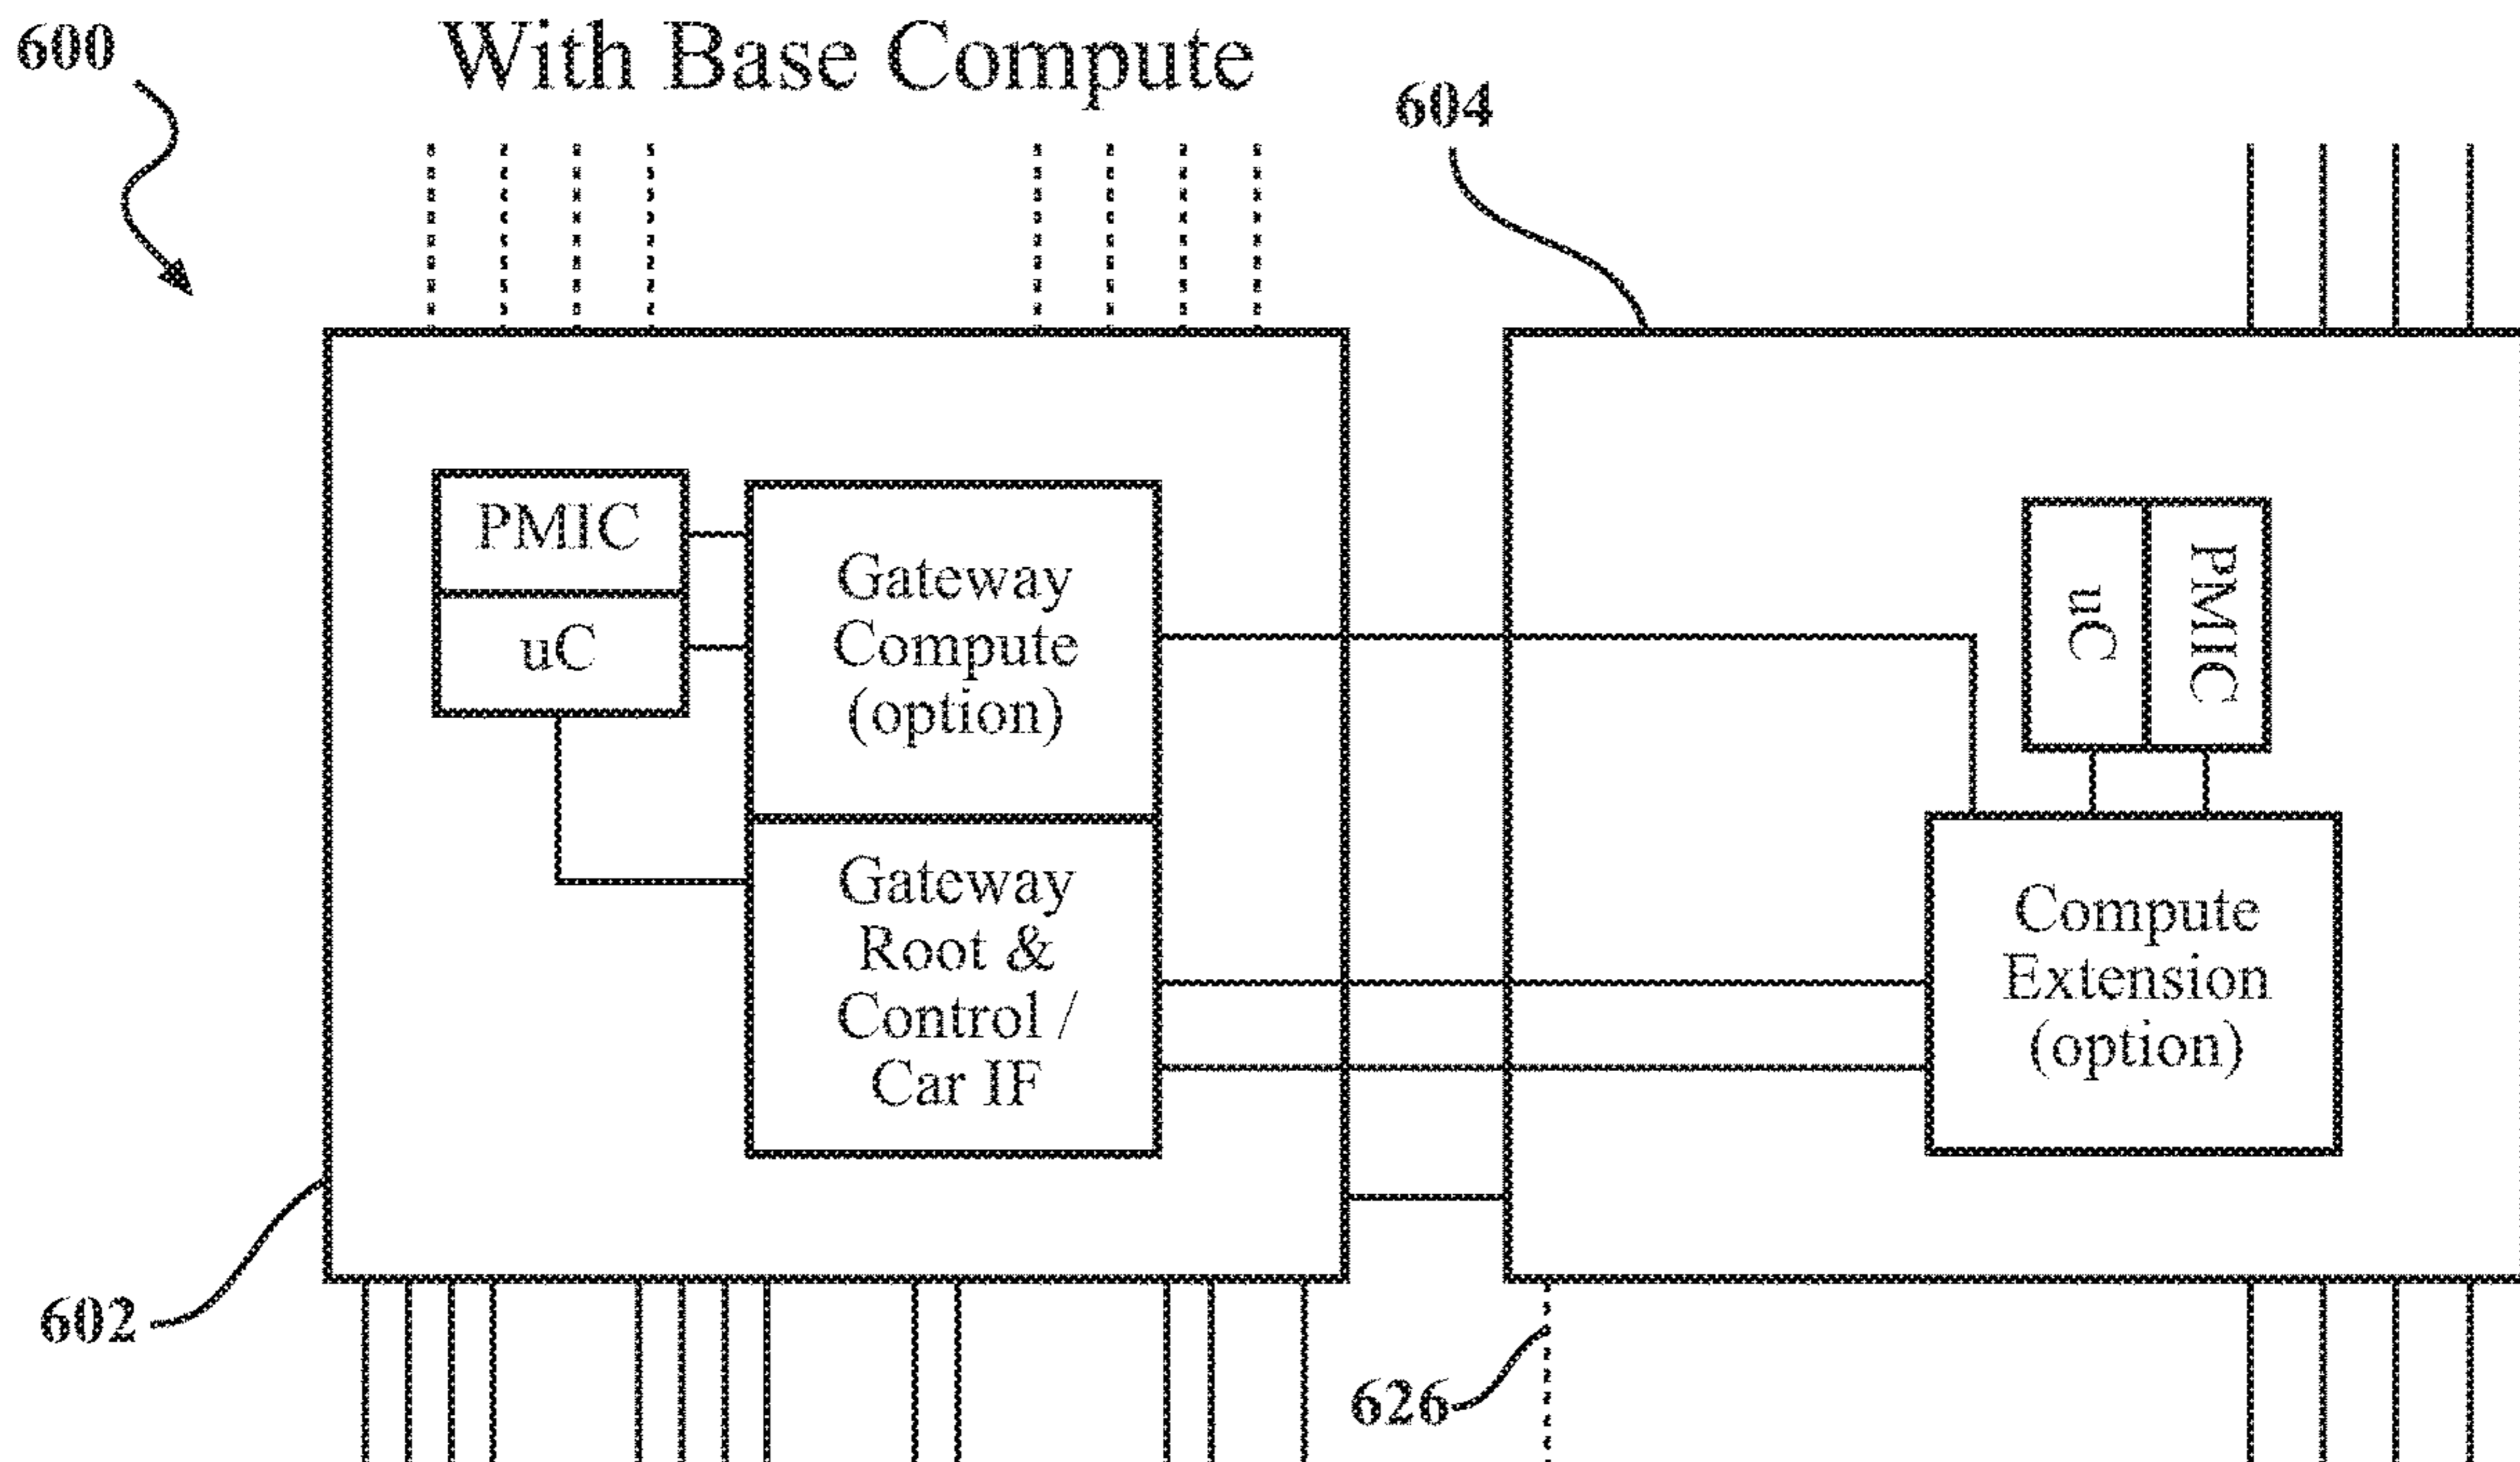 600
With Base Compute
604
PMIC
uC
Gateway
Compute
(option)
Gateway
Root &
Control /
Car IF
uC
PMIC
Compute
Extension
(option)
602
626